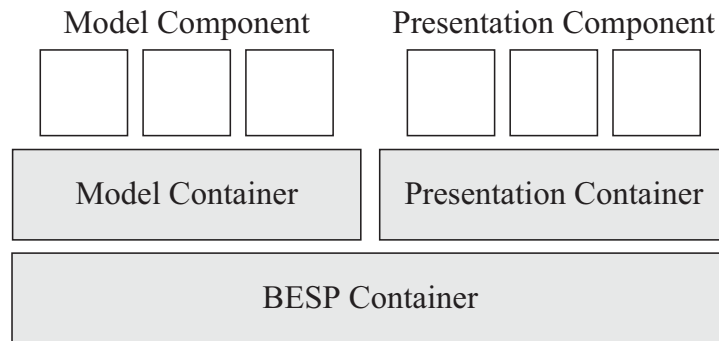 Model Component
Presentation Component
Model Container
Presentation Container
BESP Container